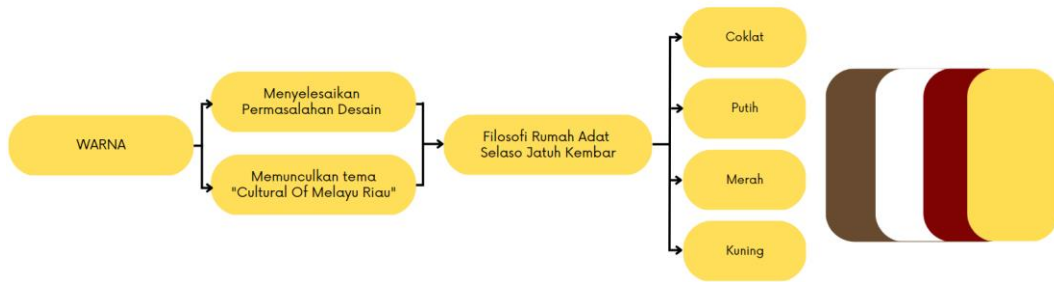 WARNA
Menyelesaikan
Permasalahan Desain
Memunculkan tema
"Cultural Of Melayu Riau"
Filosofi Rumah Adat
Selaso Jatuh Kembar
Coklat
Putih
Merah
Kuning